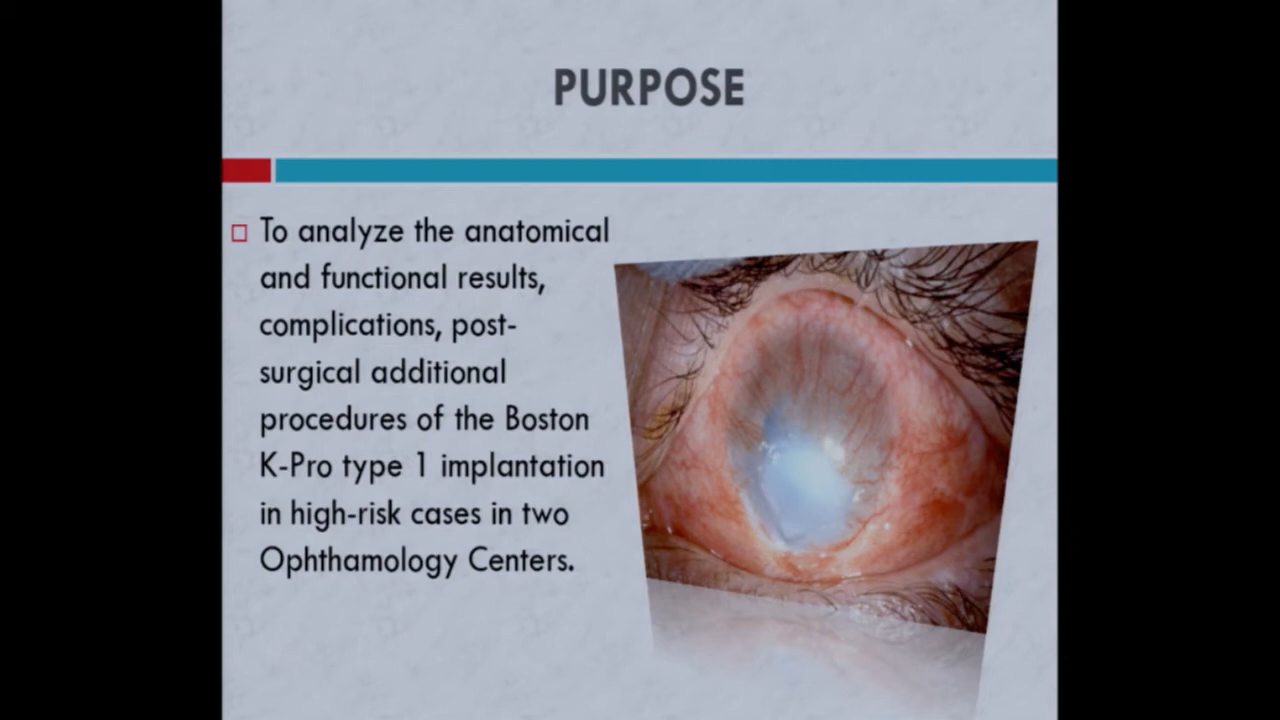 PURPOSE
To analyze the anatomical
and functional results,
complications, post-
surgical additional
procedures of the Boston
K-Pro type 1 implantation
in high-risk cases in two
Ophthamology Centers.